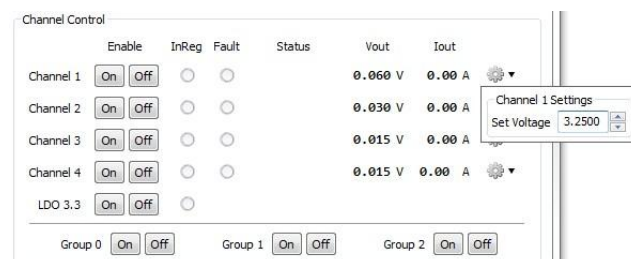 Channel Control
Enable InReg Fault Status Vout Iout
Channel 1 On Off 0.060 V 0.00 A
Channel 1 Settings
Channel 2 On Off 0.030 V 0.00 A
Set Voltage 3.2500
Channel 3 On Off 0.015 V 0.00 A
Channel 4 On Off 0.015 V 0.00 A
LDO 3.3 On Off
Group 0 On Off Group 1 On Off Group 2 On Off